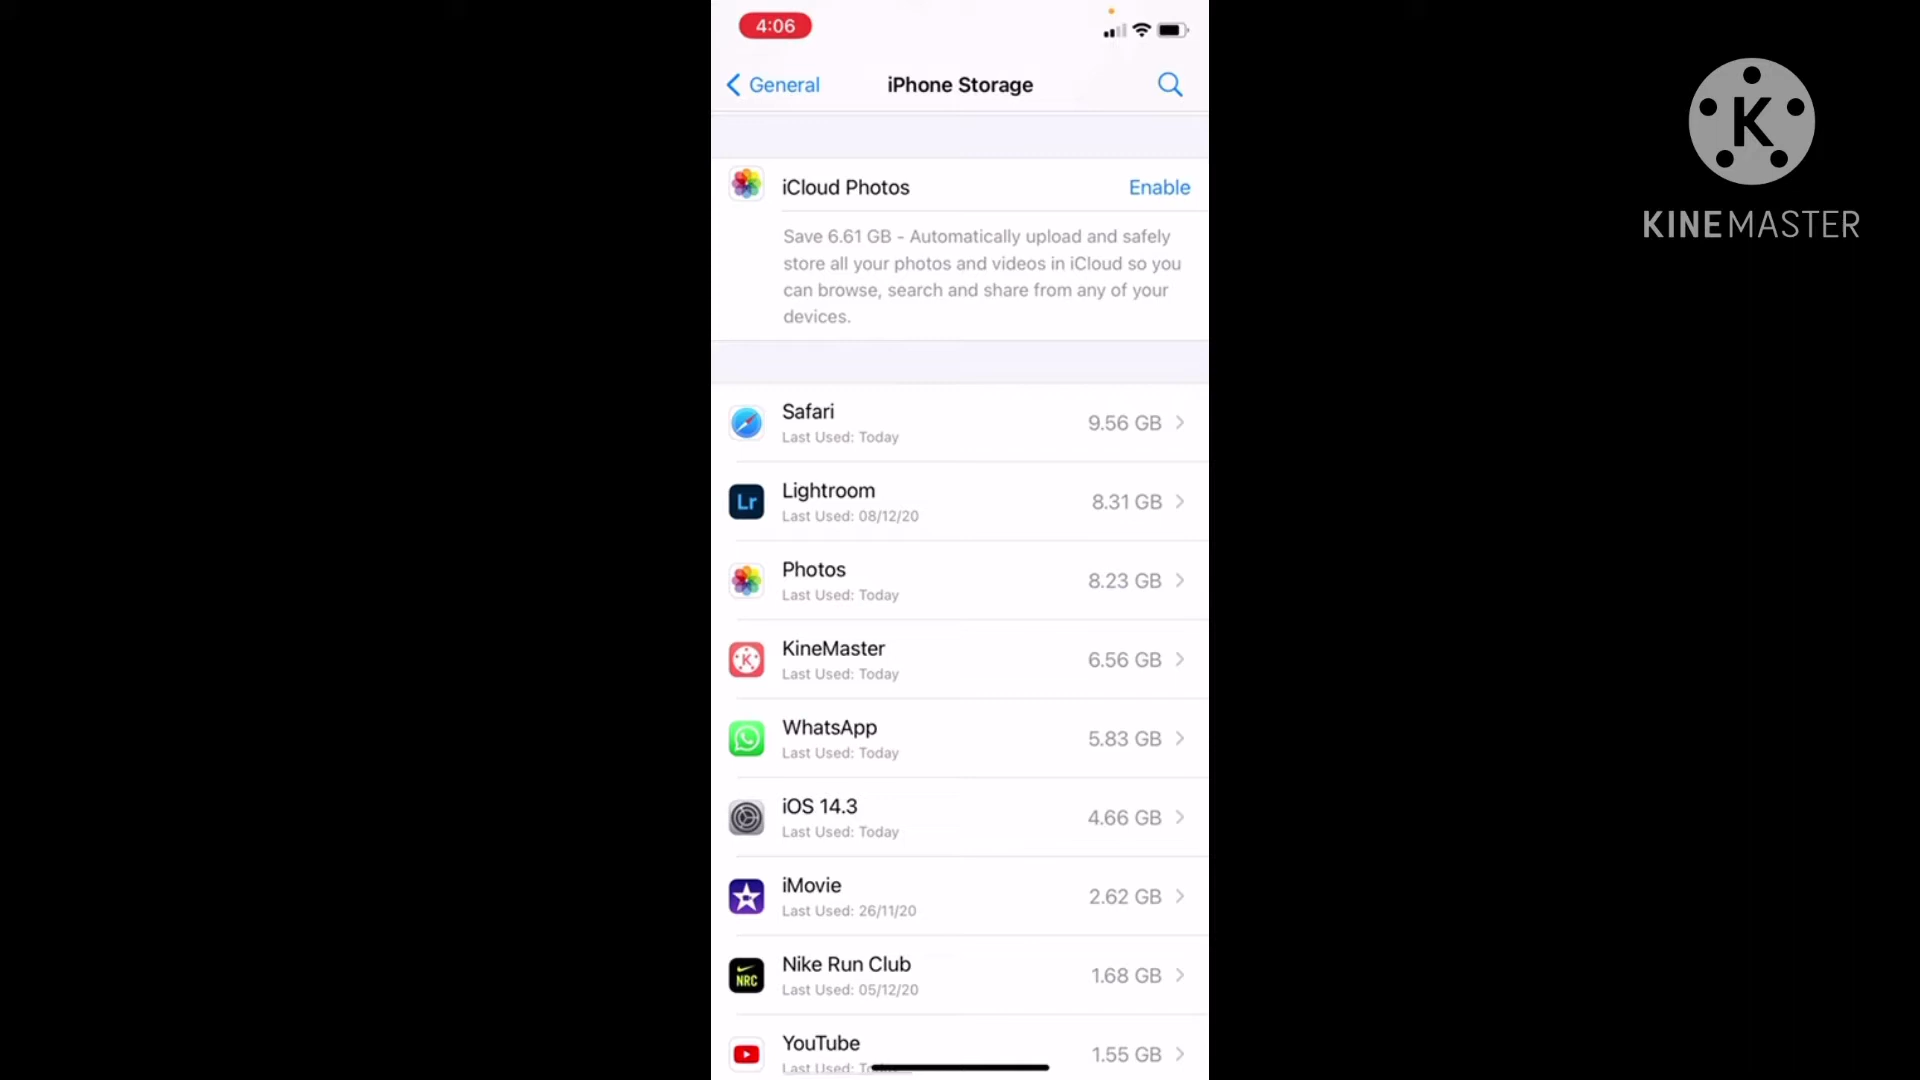 4:06
General
iPhone Storage
K
KINEMASTER
iCloud Photos
Enable
Save 6.61 GB - Automatically upload and safely
store all your photos and videos in iCloud so you
can browse, search and share from any of your
devices.
Safari
Last Used: Today
9.56 GB
Lr
Lightroom
Last Used: 08/12/20
8.31 GB
Photos
Last Used: Today
8.23 GB
K
KineMaster
Last Used: Today
6.56 GB
WhatsApp
Last Used: Today
5.83 GB
iOS 14.3
Last Used: Today
4.66 GB
iMovie
Last Used: 26/11/20
2.62 GB
NRC
Nike Run Club
Last Used: 05/12/20
1.68 GB
YouTube
1.55 GB
Last Used: